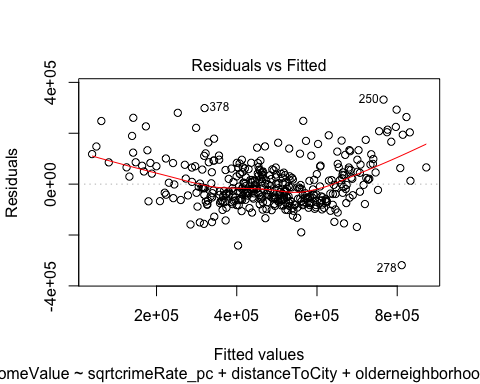 Residuals vs Fitted
4e+05
0e+00
-4e+05
Residuals
378
250
278
2e+05 4e+05 6e+05 8e+05
Fitted values
omeValue ~ sqrtcrimeRate_pc + distanceToCity + olderneighborhoo